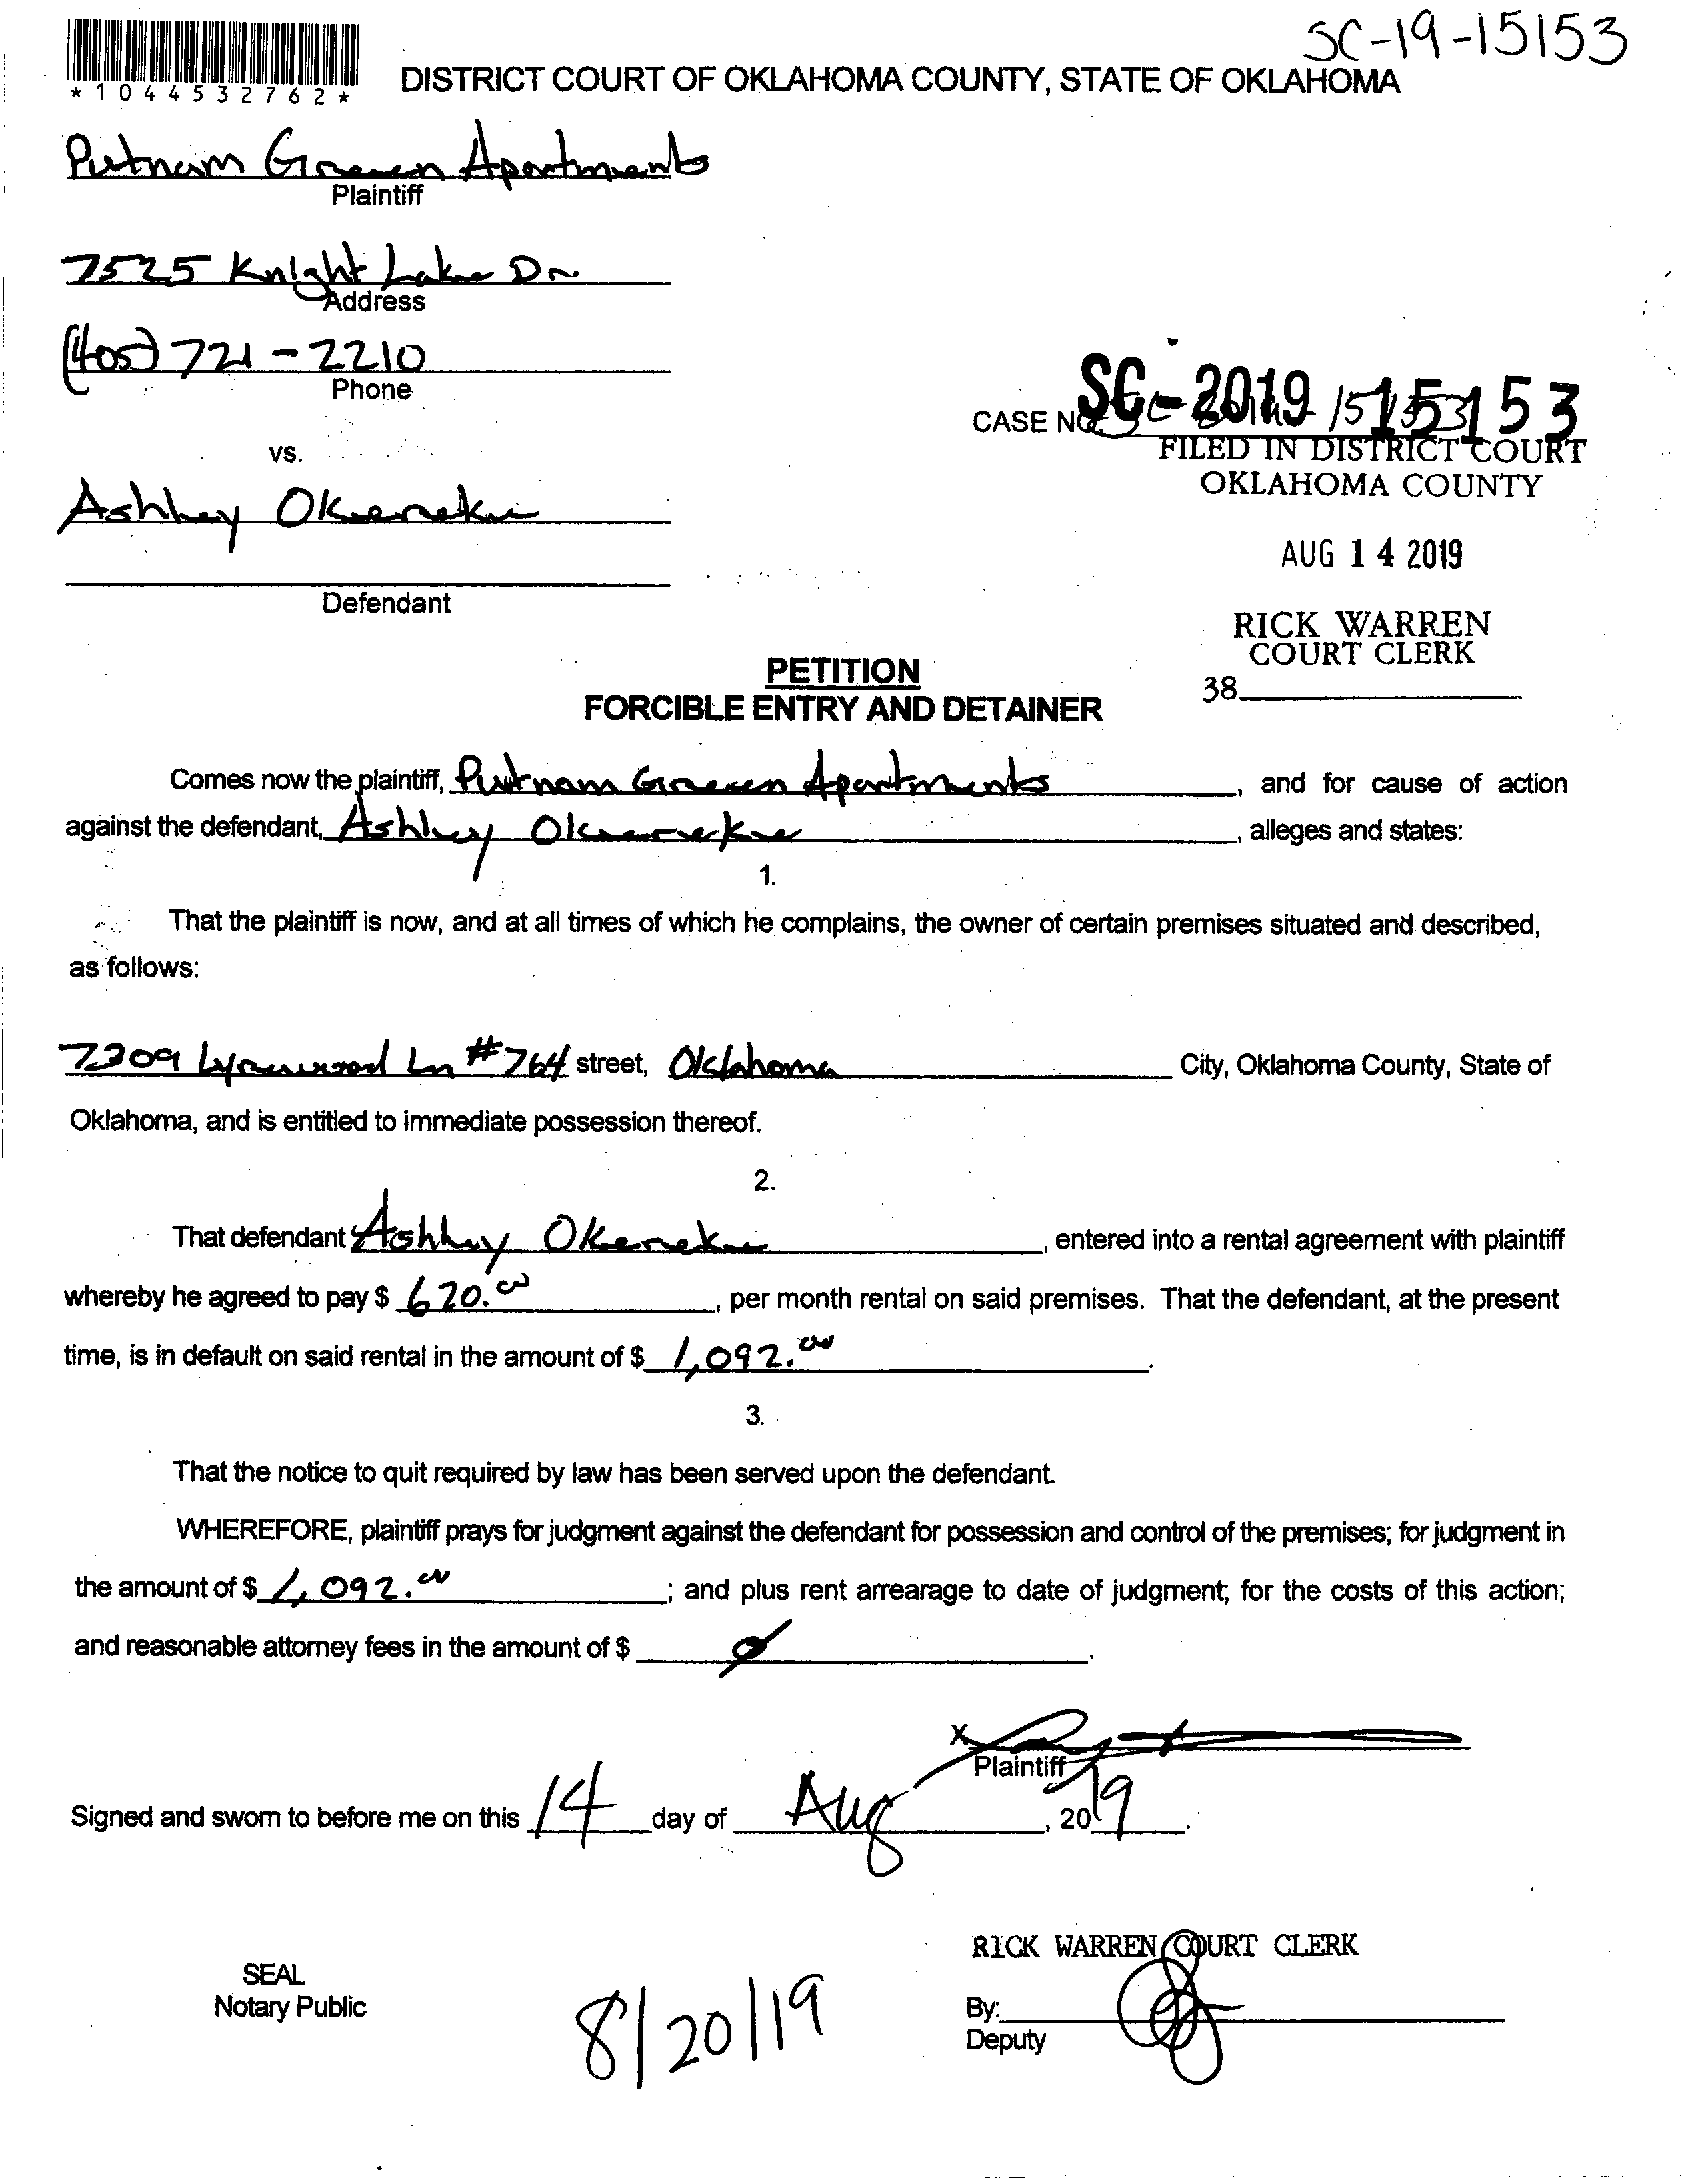 SC-19-15153
*1044532762*
DISTRICT COURT OF OKLAHOMA COUNTY, STATE OF OKLAHOMA
Putnam Green Apartments
Plaintiff
7525 Knight Lake Dr
Address
(405) 721-2210
Phone
CASE NO. SC-2019 15153
vs.
FILED IN DISTRICT COURT
OKLAHOMA COUNTY
Ashley
AUG 14 2019
Defendant
RICK WARREN
COURT CLERK
38
PETITION
FORCIBLE ENTRY AND DETAINER
Comes now the plaintiff, Putnam Green Apartments, and for cause of action
against the defendant, Ashley, alleges and states:
1.
That the plaintiff is now, and at all times of which he complains, the owner of certain premises situated and described,
as follows:
7309 Lynnwood Ln #764 street, Oklahoma City, Oklahoma County, State of
Oklahoma, and is entitled to immediate possession thereof.
2.
That defendant Ashley, entered into a rental agreement with plaintiff
whereby he agreed to pay $ 670.00, per month rental on said premises. That the defendant, at the present
time, is in default on said rental in the amount of $ 1,092.00.
3.
That the notice to quit required by law has been served upon the defendant.
WHEREFORE, plaintiff prays for judgment against the defendant for possession and control of the premises; for judgment in
the amount of $ 1,092.00; and plus rent arrearage to date of judgment; for the costs of this action;
and reasonable attorney fees in the amount of $ Ø.
x
Plaintiff
Signed and sworn to before me on this 14 day of Aug, 2019.
RICK WARREN COURT CLERK
SEAL
Notary Public
8/20/19
By:
Deputy